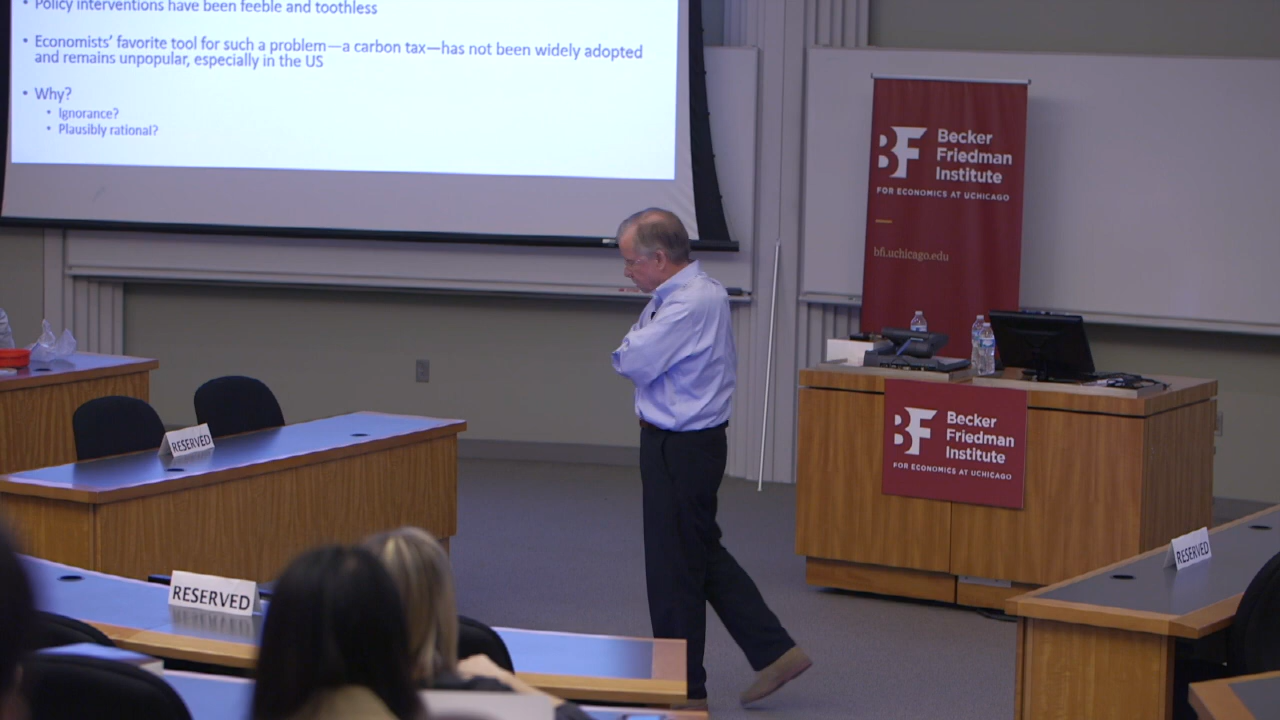 • Policy interventions have been feeble and toothless
• Economists' favorite tool for such a problem—a carbon tax—has not been widely adopted
and remains unpopular, especially in the US
• Why?
• Ignorance?
• Plausibly rational?
BF
Becker
Friedman
Institute
FOR ECONOMICS AT UCHICAGO
bfi.uchicago.edu
BF
Becker
Friedman
Institute
FOR ECONOMICS AT UCHICAGO
RESERVED
RESERVED
RESERVED